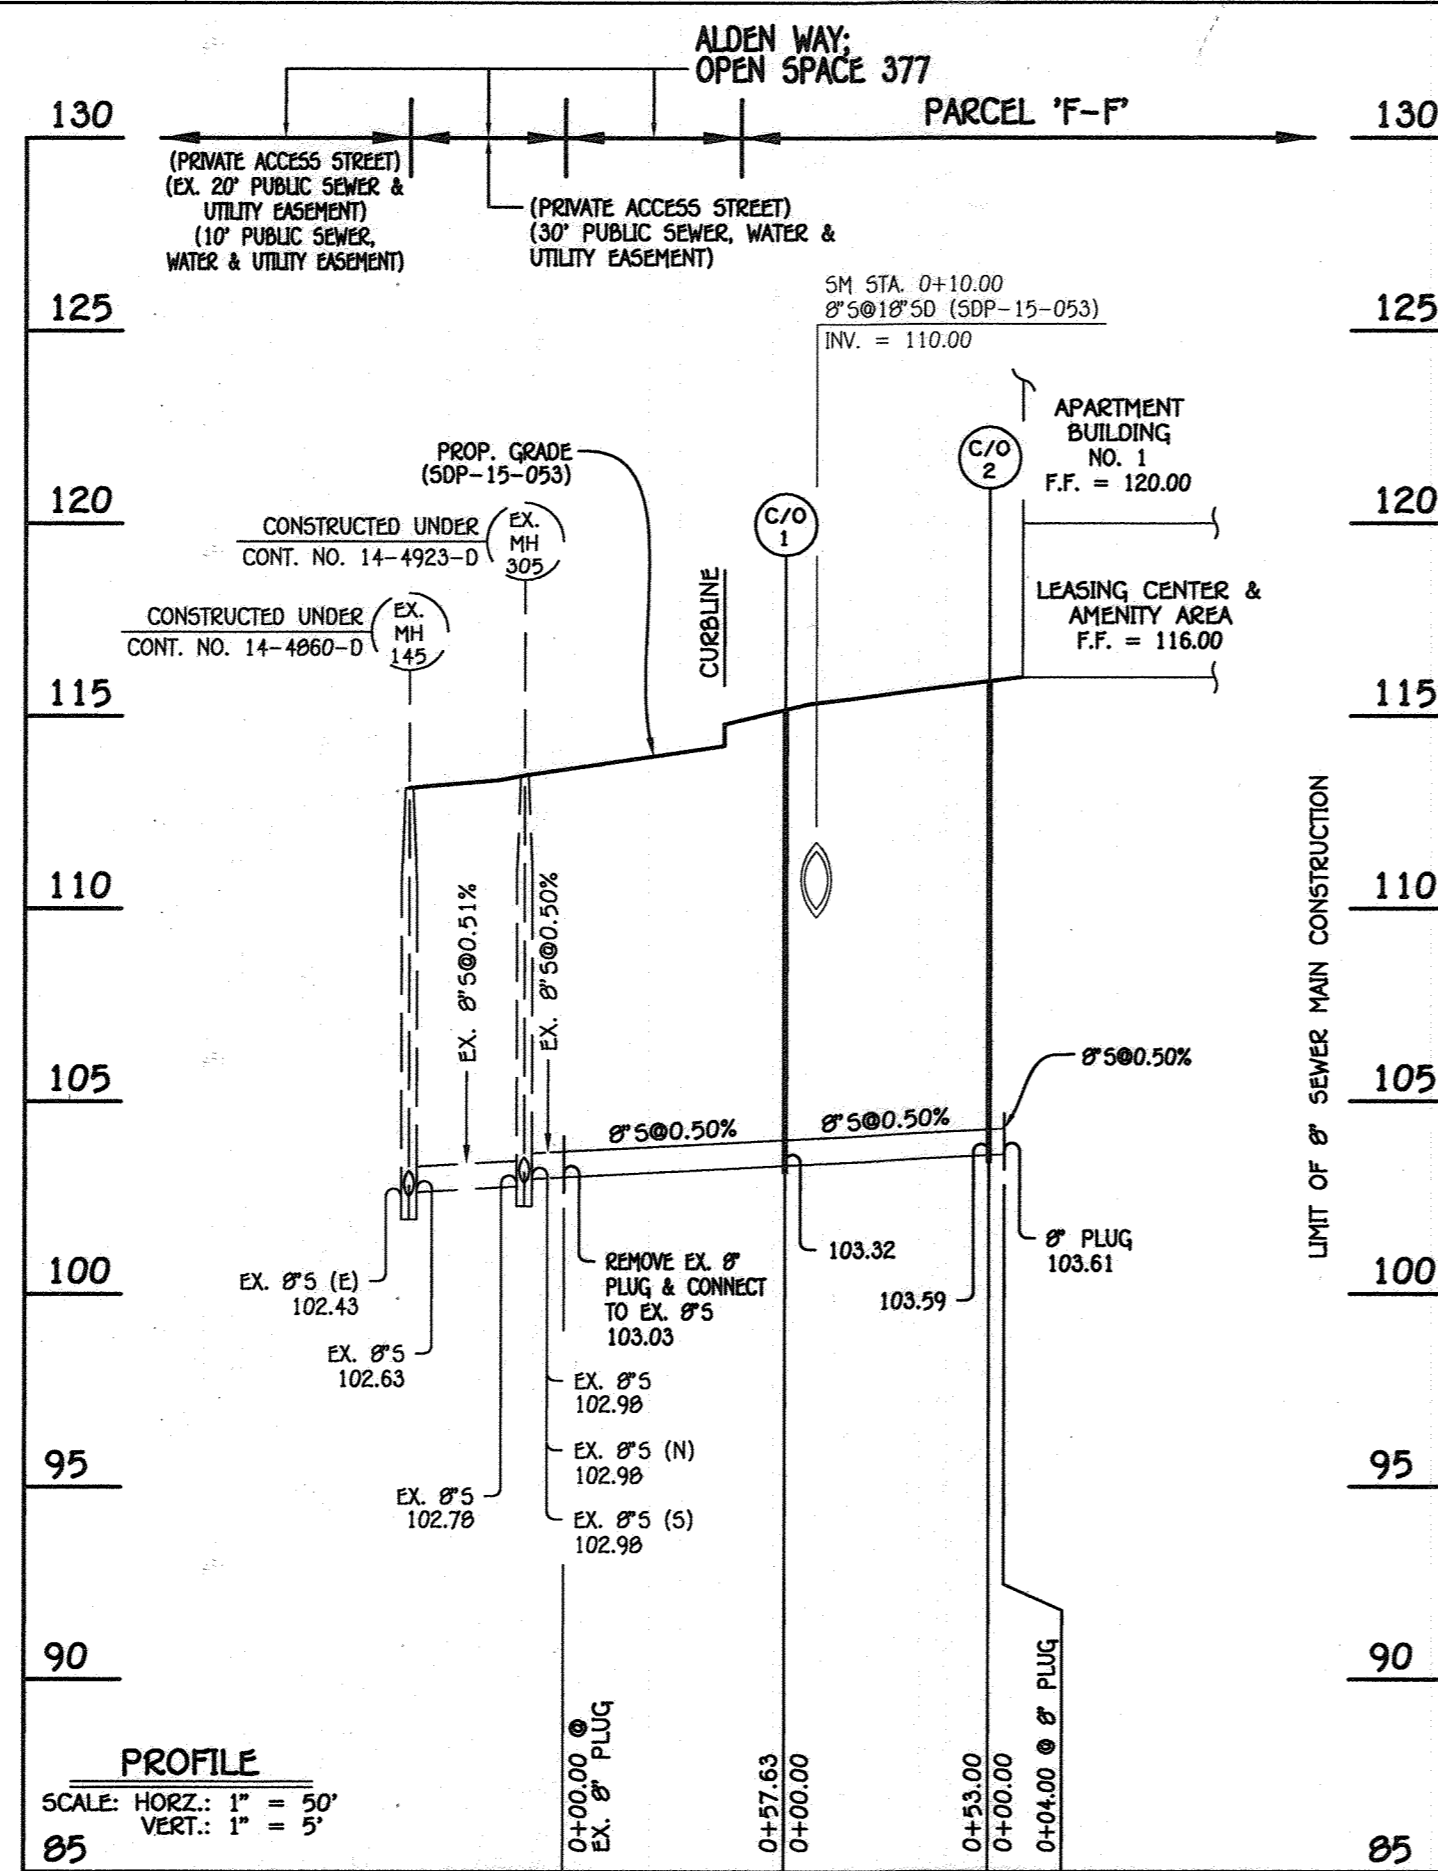 ALDEN WAY;
OPEN SPACE 377
PARCEL 'F-F'
130
130
(PRIVATE ACCESS STREET)
(EX. 20' PUBLIC SEWER &
UTILITY EASEMENT)
(10' PUBLIC SEWER,
WATER & UTILITY EASEMENT)
(PRIVATE ACCESS STREET)
(30' PUBLIC SEWER, WATER &
UTILITY EASEMENT)
SM STA. 0+10.00
8"S@18"SD (SDP-15-053)
INV. = 110.00
125
125
APARTMENT
BUILDING
NO. 1
F.F. = 120.00
C/O
2
PROP. GRADE
(SDP-15-053)
120
120
C/O
1
CONSTRUCTED UNDER
CONT. NO. 14-4923-D
EX.
MH
305
CURBLINE
LEASING CENTER &
AMENITY AREA
F.F. = 116.00
CONSTRUCTED UNDER
CONT. NO. 14-4860-D
EX.
MH
145
115
115
110
110
EX. 8"S@0.51%
EX. 8"S@0.50%
LIMIT OF 8" SEWER MAIN CONSTRUCTION
105
105
8"S@0.50%
8"S@0.50%
8"S@0.50%
100
100
EX. 8"S (E)
102.43
REMOVE EX. 8"
PLUG & CONNECT
TO EX. 8"S
103.03
103.32
8" PLUG
103.61
103.59
EX. 8"S
102.63
EX. 8"S
102.98
EX. 8"S (N)
102.98
EX. 8"S (S)
102.98
EX. 8"S
102.78
95
95
90
90
0+00.00 @
EX. 8" PLUG
0+57.63
0+00.00
0+53.00
0+00.00
0+04.00 @ 8" PLUG
PROFILE
SCALE: HORZ.: 1" = 50'
VERT.: 1" = 5'
85
85